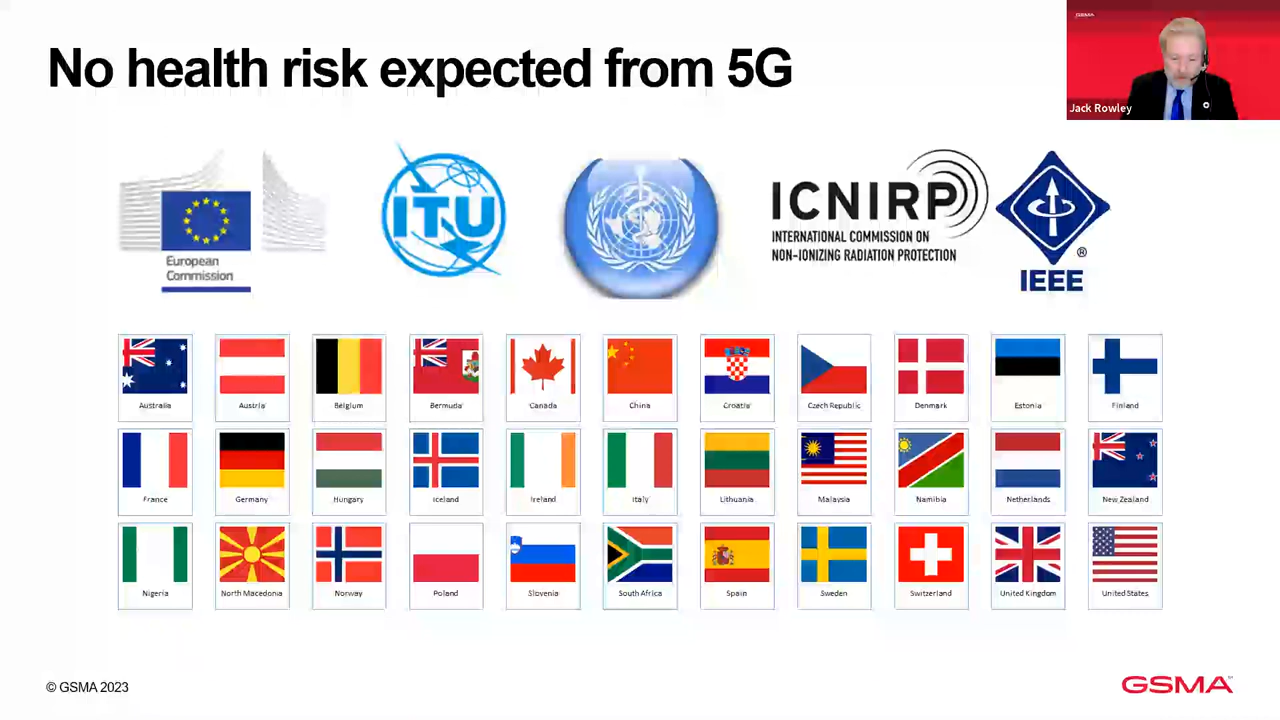 No health risk expected from 5G
GSMA
Jack Rowley
European
Commission
ITU
ICNIRP
INTERNATIONAL COMMISSION ON
NON-IONIZING RADIATION PROTECTION
®
IEEE
Australia
Austria
Belgium
Bermuda
Canada
China
Croatia
Czech Republic
Denmark
Estonia
Finland
France
Germany
Hungary
Iceland
Ireland
Italy
Lithuania
Malaysia
Namibia
Netherlands
New Zealand
Nigeria
North Macedonia
Norway
Poland
Slovenia
South Africa
Spain
Sweden
Switzerland
United Kingdom
United States
© GSMA 2023
GSMA™